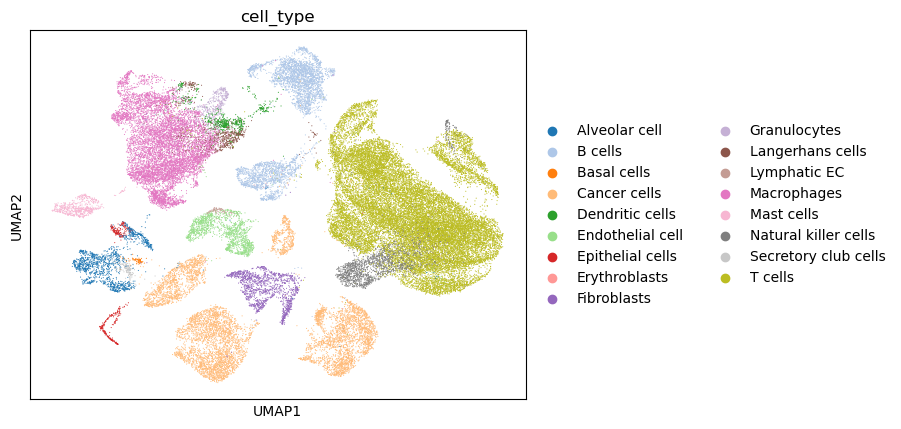 cell_type
UMAP2
UMAP1
Alveolar cell
B cells
Basal cells
Cancer cells
Dendritic cells
Endothelial cell
Epithelial cells
Erythroblasts
Fibroblasts
Granulocytes
Langerhans cells
Lymphatic EC
Macrophages
Mast cells
Natural killer cells
Secretory club cells
T cells